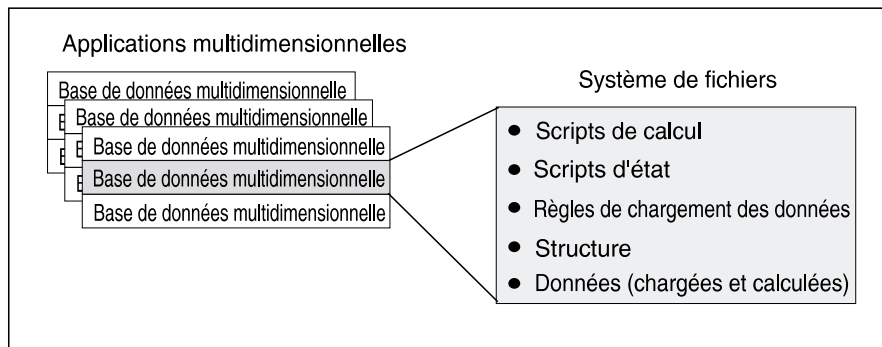 Applications multidimensionnelles
Base de données multidimensionnelle
Base de données multidimensionnelle
Base de données multidimensionnelle
Base de données multidimensionnelle
Base de données multidimensionnelle
Système de fichiers
● Scripts de calcul
● Scripts d'état
● Règles de chargement des données
● Structure
● Données (chargées et calculées)